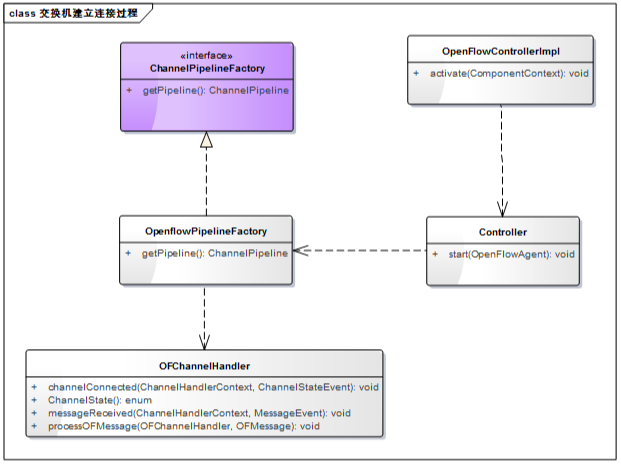 class 交换机建立连接过程
«interface»
ChannelPipelineFactory
+ getPipeline(): ChannelPipeline
OpenFlowControllerImpl
+ activate(ComponentContext): void
OpenflowPipelineFactory
+ getPipeline(): ChannelPipeline
Controller
+ start(OpenFlowAgent): void
OFChannelHandler
+ channelConnected(ChannelHandlerContext, ChannelStateEvent): void
+ ChannelState(): enum
+ messageReceived(ChannelHandlerContext, MessageEvent): void
+ processOFMessage(OFChannelHandler, OFMessage): void